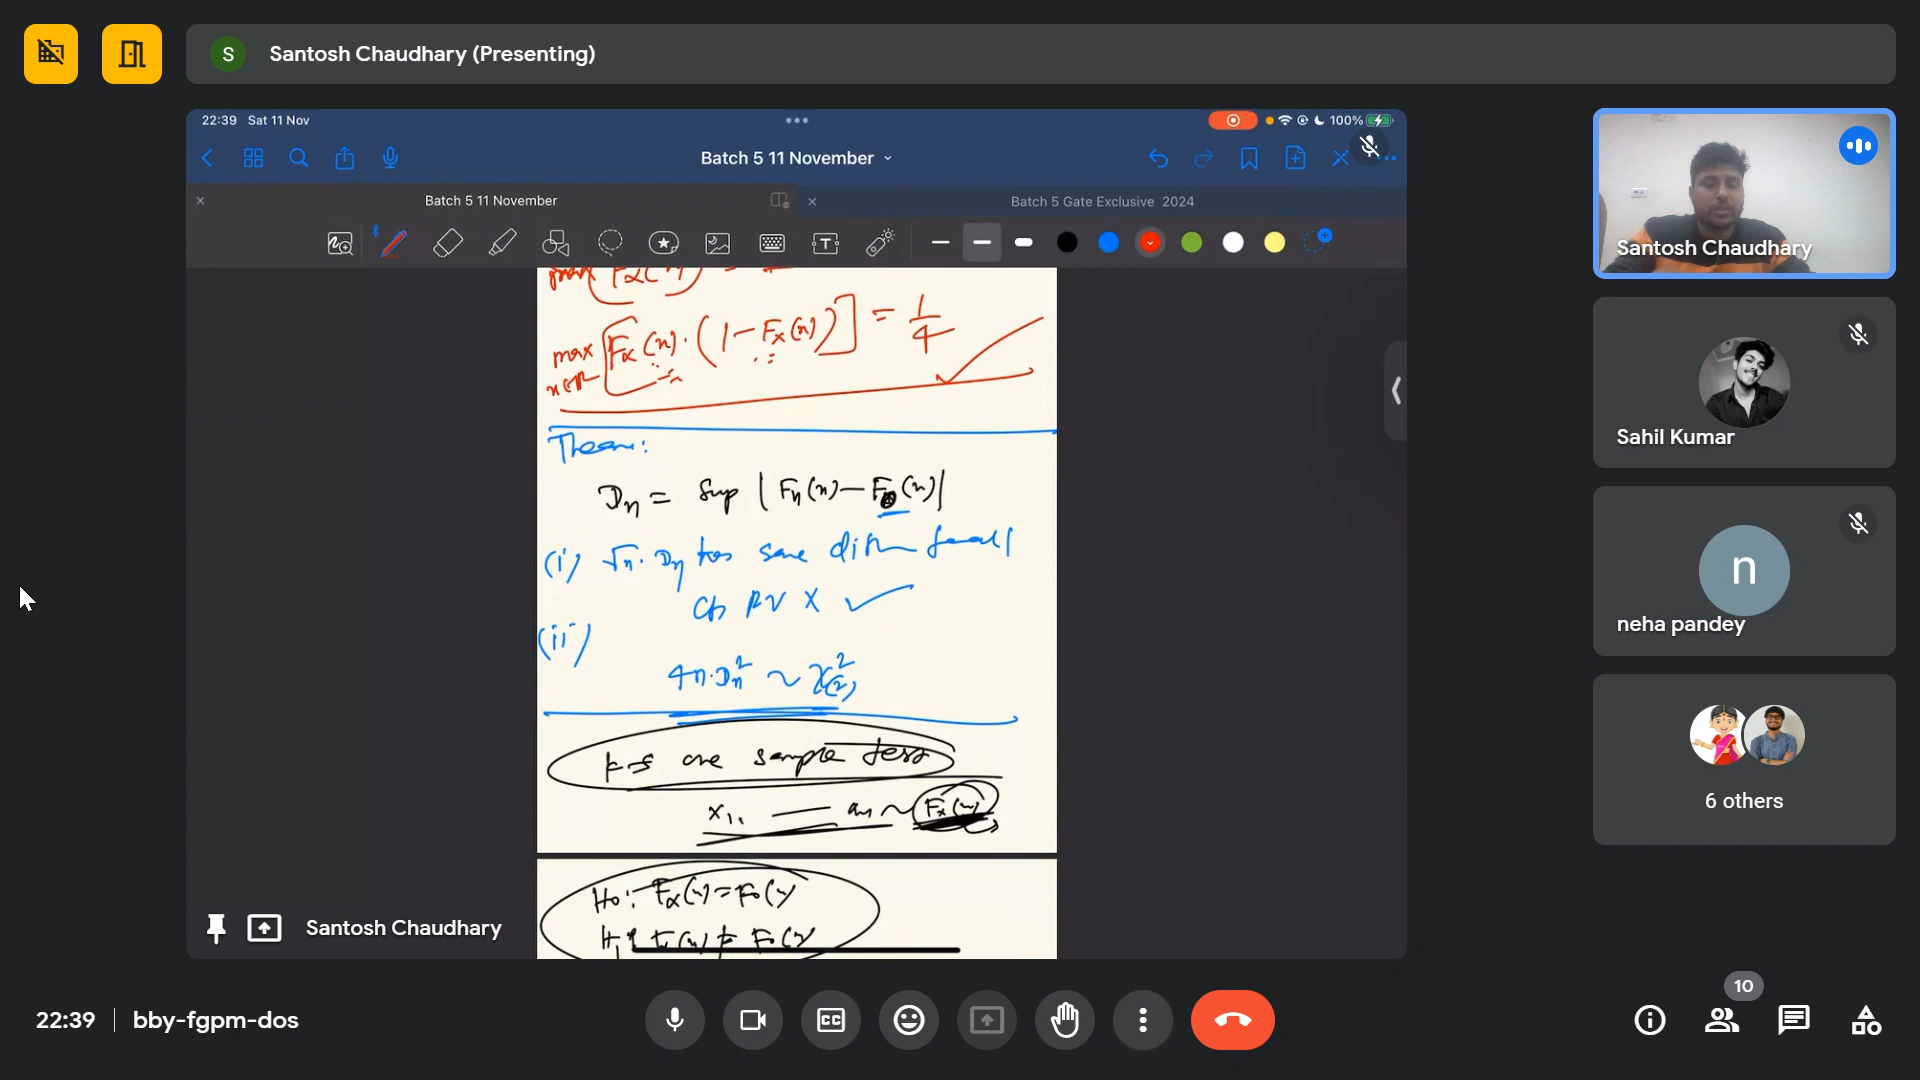 Santosh Chaudhary (Presenting)
S
22:39 Sat 11 Nov
100%
Batch 5 11 November
Batch 5 11 November
Batch 5 Gate Exclusive 2024
max [Fx(x) . (1 - Fx(x))] = 1/4
x∈R
Theorem:
Dn = Sup | Fn(x) - F0(x) |
(i) √n . Dn has same distn for all
Cts RV X ✓
(ii)
4n.Dn² ~ χ²(2)
K-S one sample test
x1, an ~ Fx(x)
H0: Fx(x) = F0(x)
H1: Fx(x) ≠ F0(x)
Santosh Chaudhary
Santosh Chaudhary
Sahil Kumar
n
neha pandey
6 others
22:39 | bby-fgpm-dos
CC
10